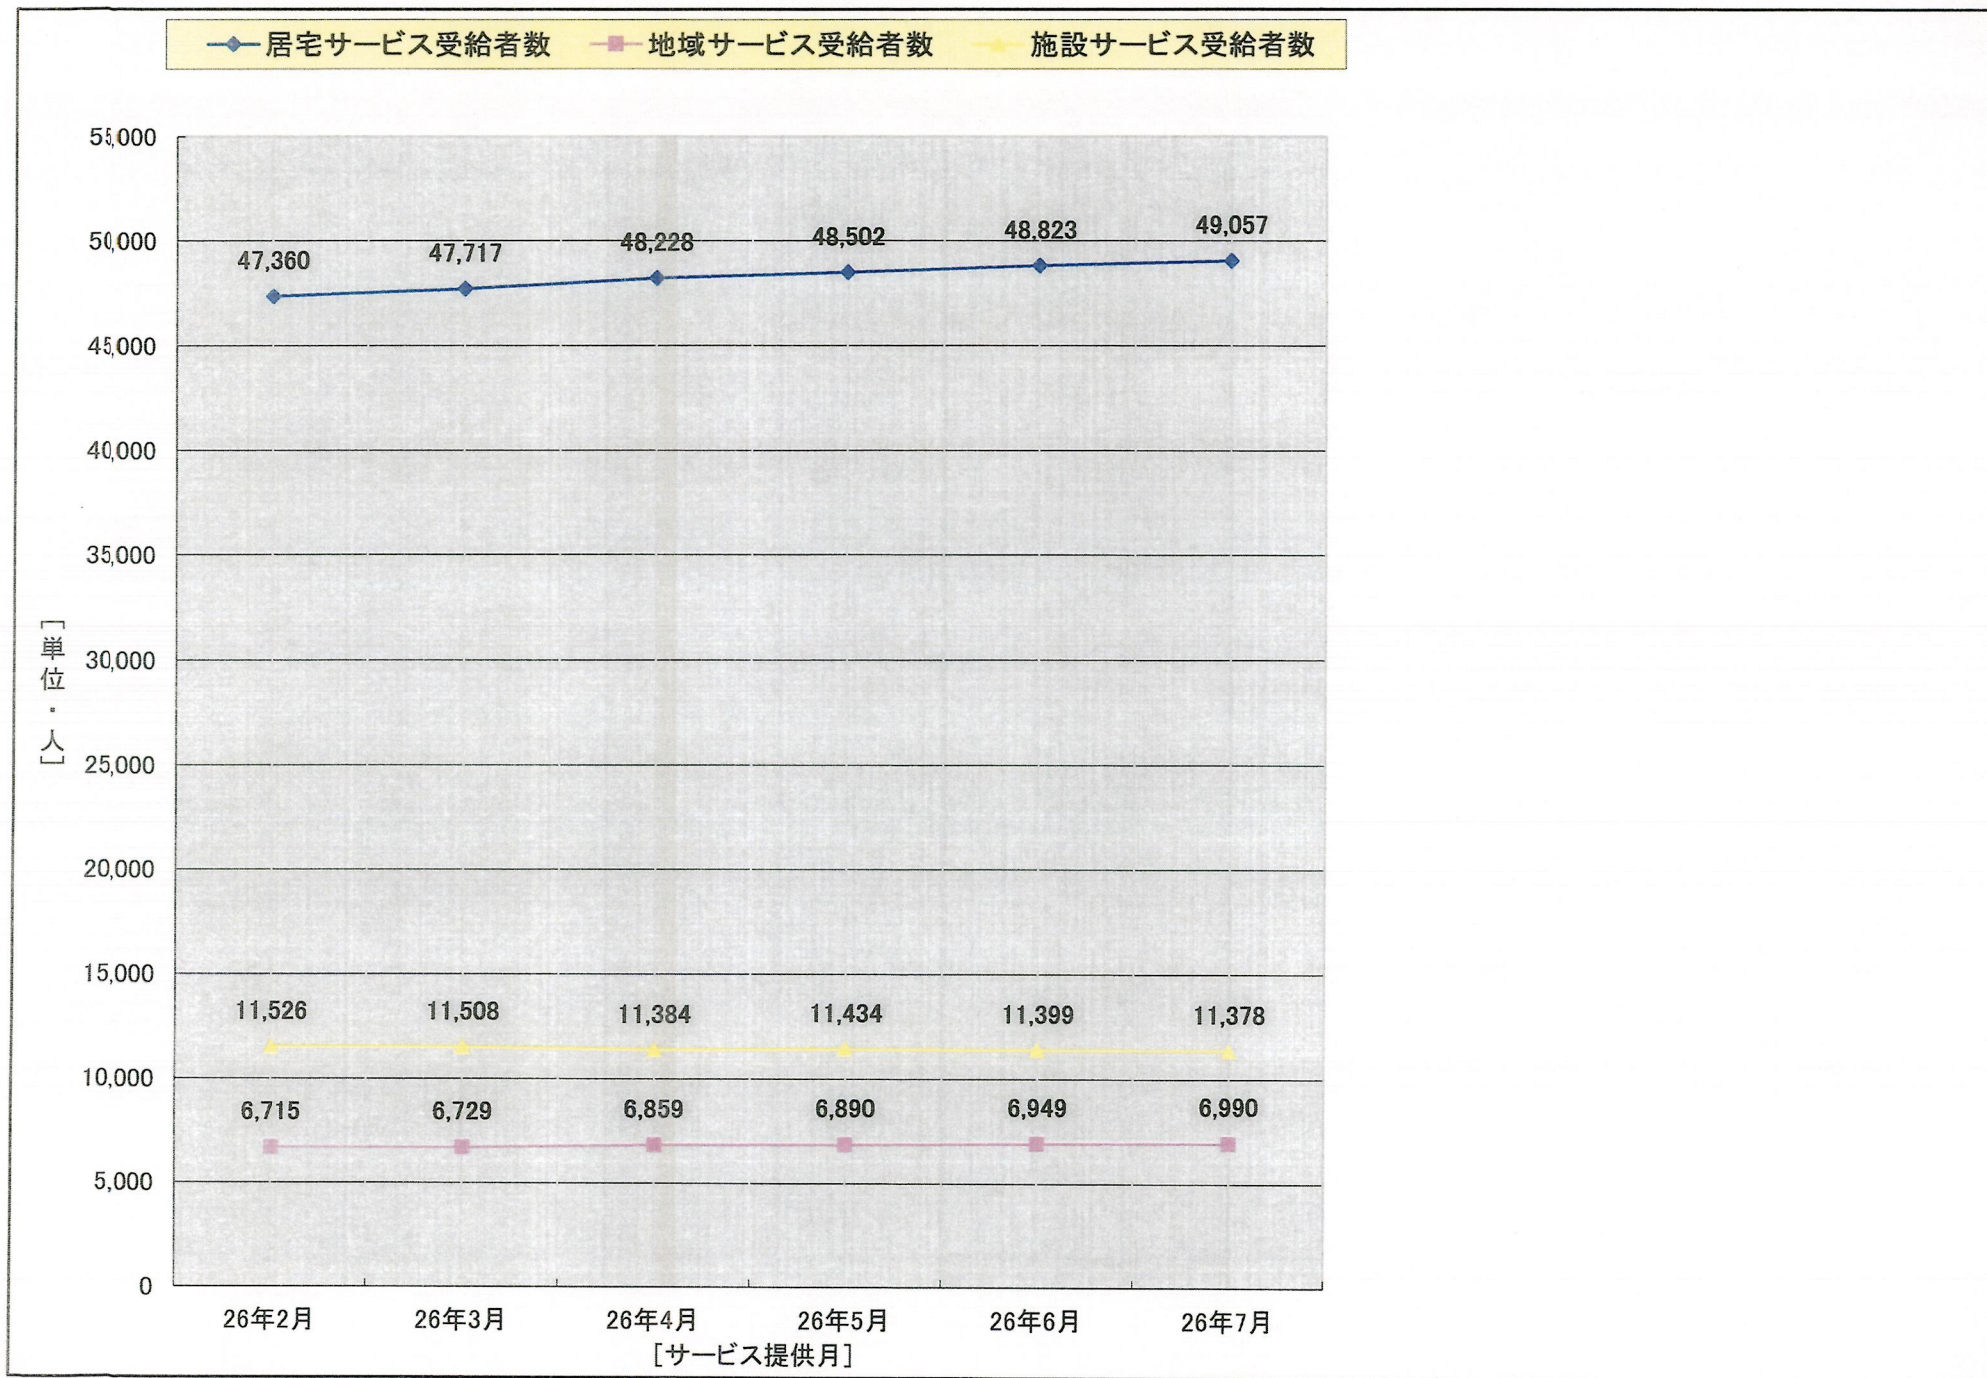 居宅サービス受給者数 地域サービス受給者数 施設サービス受給者数
55,000
50,000
45,000
40,000
35,000
30,000
25,000
20,000
15,000
10,000
5,000
0
[単位・人]
47,360 47,717 48,228 48,502 48,823 49,057
11,526 11,508 11,384 11,434 11,399 11,378
6,715 6,729 6,859 6,890 6,949 6,990
26年2月 26年3月 26年4月 26年5月 26年6月 26年7月
[サービス提供月]